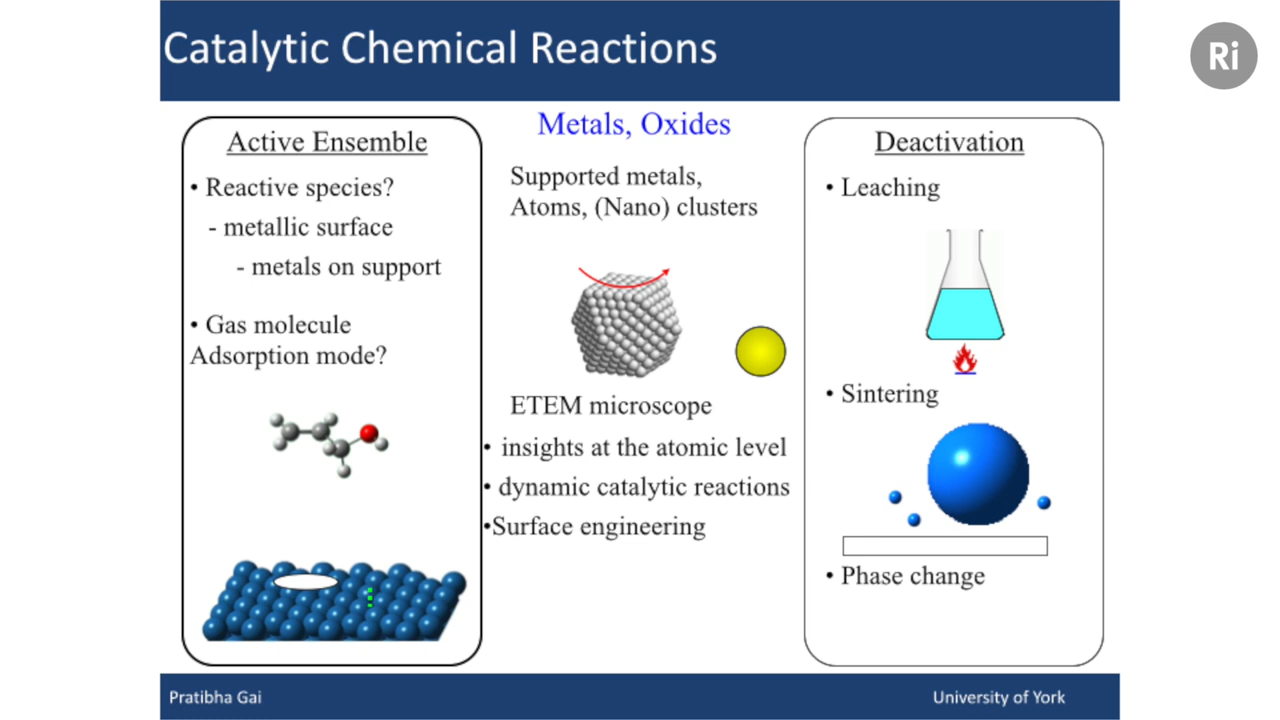 Catalytic Chemical Reactions
Ri
Active Ensemble
• Reactive species?
- metallic surface
- metals on support
• Gas molecule
Adsorption mode?
Metals, Oxides
Supported metals,
Atoms, (Nano) clusters
ETEM microscope
• insights at the atomic level
• dynamic catalytic reactions
•Surface engineering
Deactivation
• Leaching
• Sintering
• Phase change
Pratibha Gai
University of York